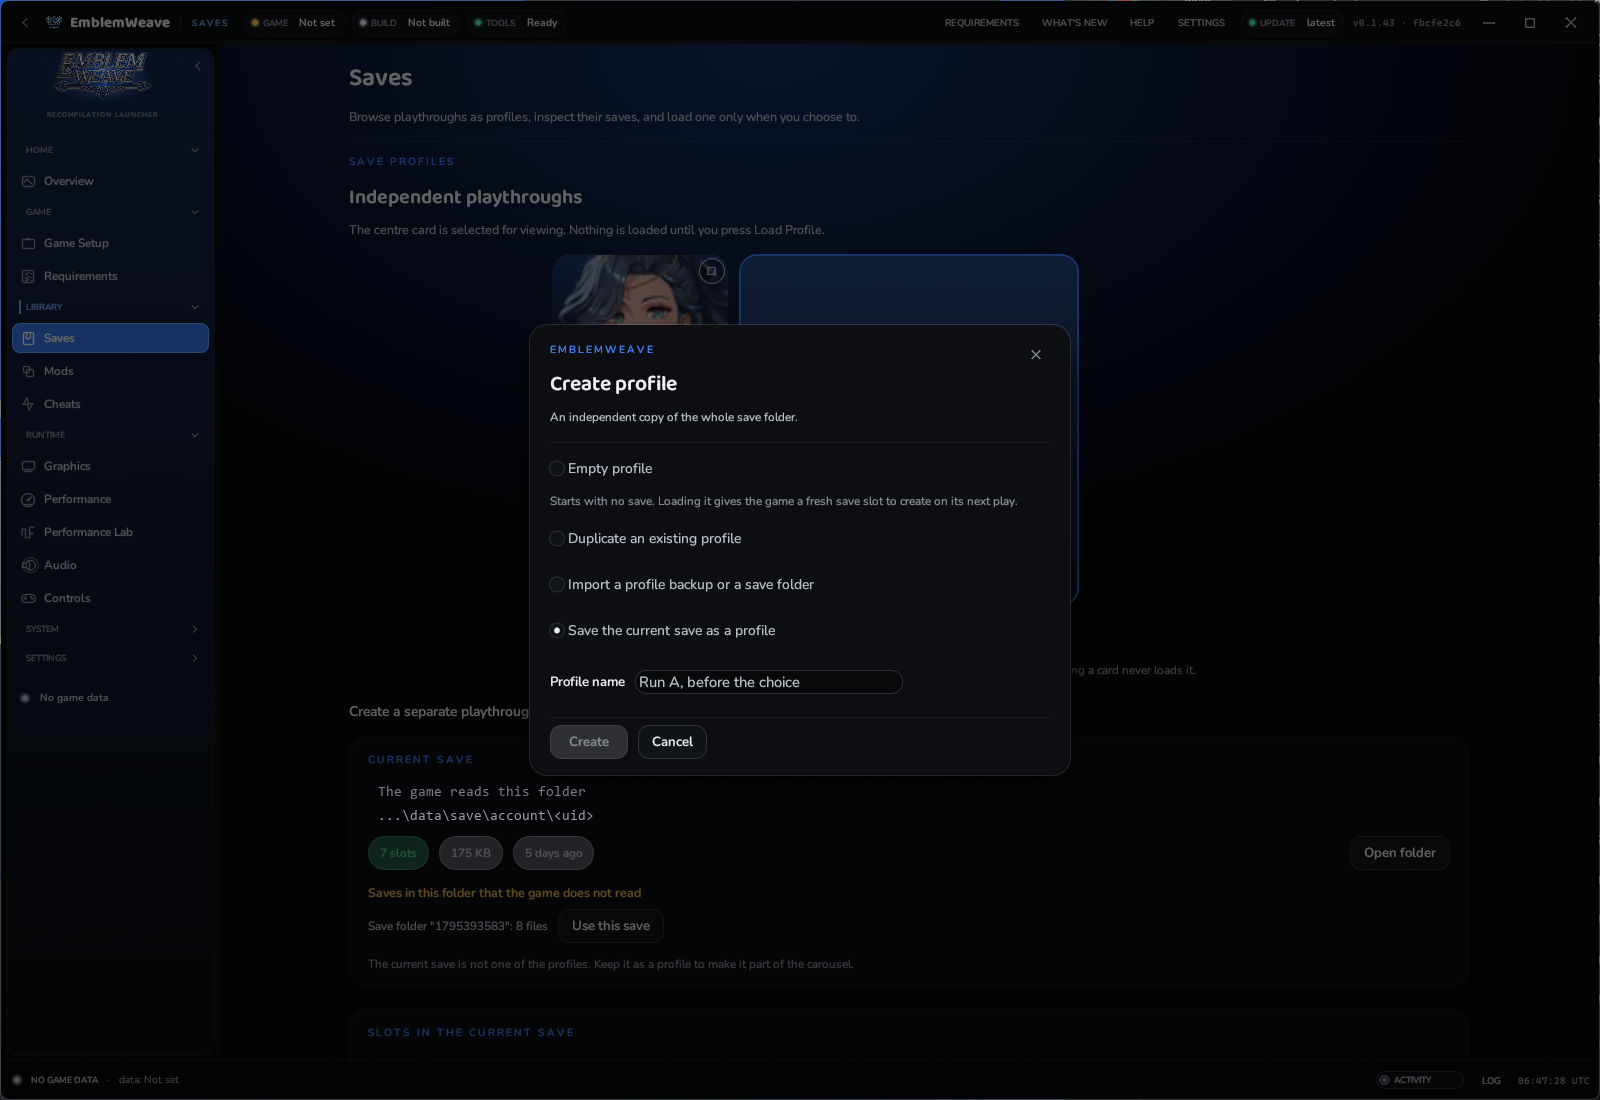 EmblemWeave
SAVES
GAME Not set
BUILD Not built
TOOLS Ready
REQUIREMENTS
WHAT'S NEW
HELP
SETTINGS
UPDATE latest
v0.1.43 · fbcfe2c6
EMBLEM
WEAVE
RECOMPILATION LAUNCHER
HOME
Overview
GAME
Game Setup
Requirements
LIBRARY
Saves
Mods
Cheats
RUNTIME
Graphics
Performance
Performance Lab
Audio
Controls
SYSTEM
SETTINGS
No game data
Saves
Browse playthroughs as profiles, inspect their saves, and load one only when you choose to.
SAVE PROFILES
Independent playthroughs
The centre card is selected for viewing. Nothing is loaded until you press Load Profile.
EMBLEMWEAVE
Create profile
An independent copy of the whole save folder.
Empty profile
Starts with no save. Loading it gives the game a fresh save slot to create on its next play.
Duplicate an existing profile
Import a profile backup or a save folder
Save the current save as a profile
Profile name Run A, before the choice
Create
Cancel
ng a card never loads it.
Create a separate playthroug
CURRENT SAVE
The game reads this folder
...\data\save\account\<uid>
7 slots
175 KB
5 days ago
Open folder
Saves in this folder that the game does not read
Save folder "1795393583": 8 files
Use this save
The current save is not one of the profiles. Keep it as a profile to make it part of the carousel.
SLOTS IN THE CURRENT SAVE
NO GAME DATA · data: Not set
ACTIVITY
LOG
06:47:28 UTC